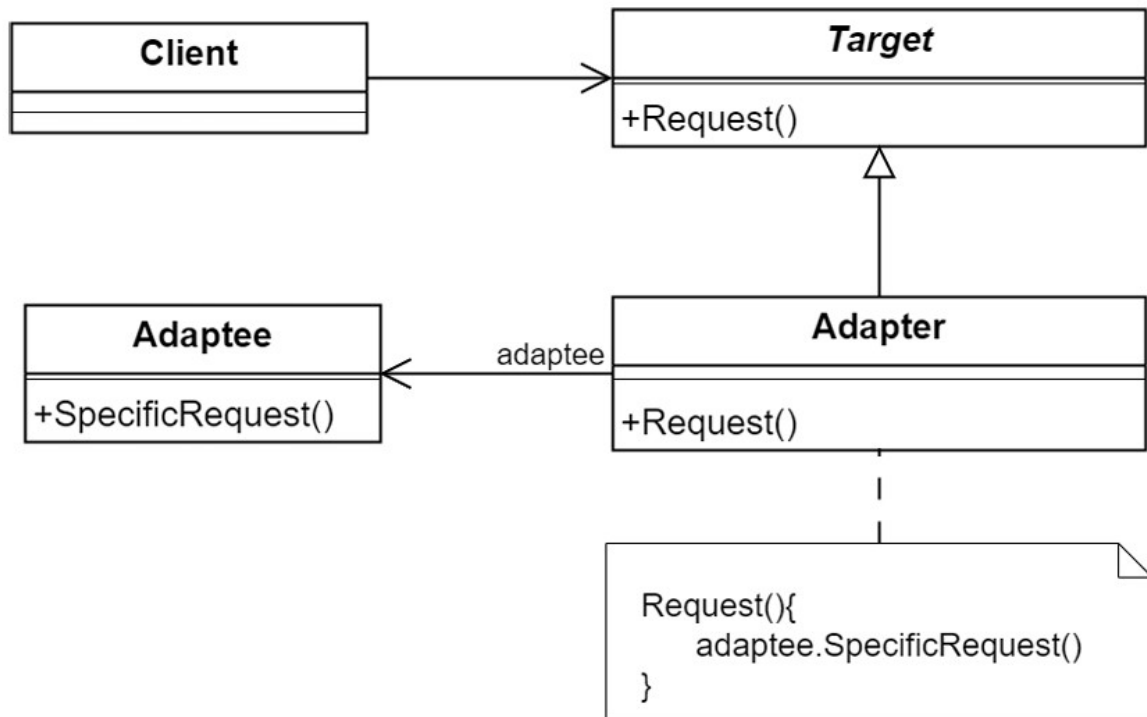 Client
Target
+Request()
Adaptee
adaptee
Adapter
+SpecificRequest()
+Request()
Request(){
adaptee.SpecificRequest()
}